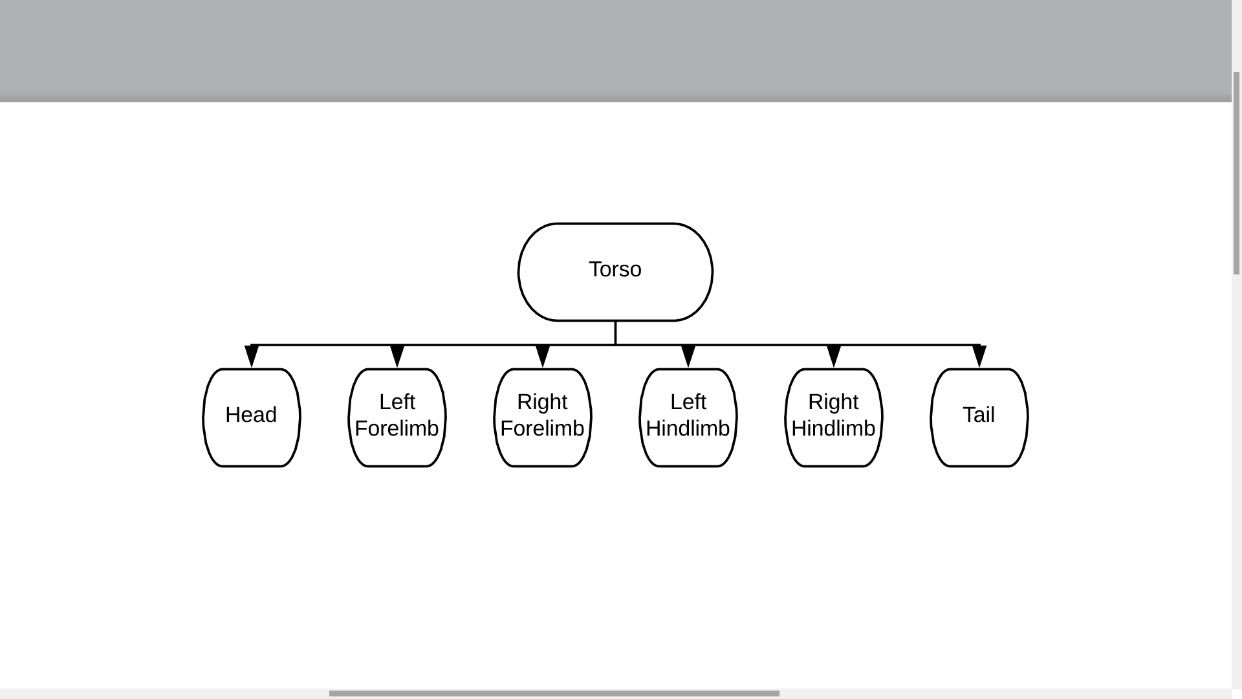 Torso
Head
Left
Forelimb
Right
Forelimb
Left
Hindlimb
Right
Hindlimb
Tail